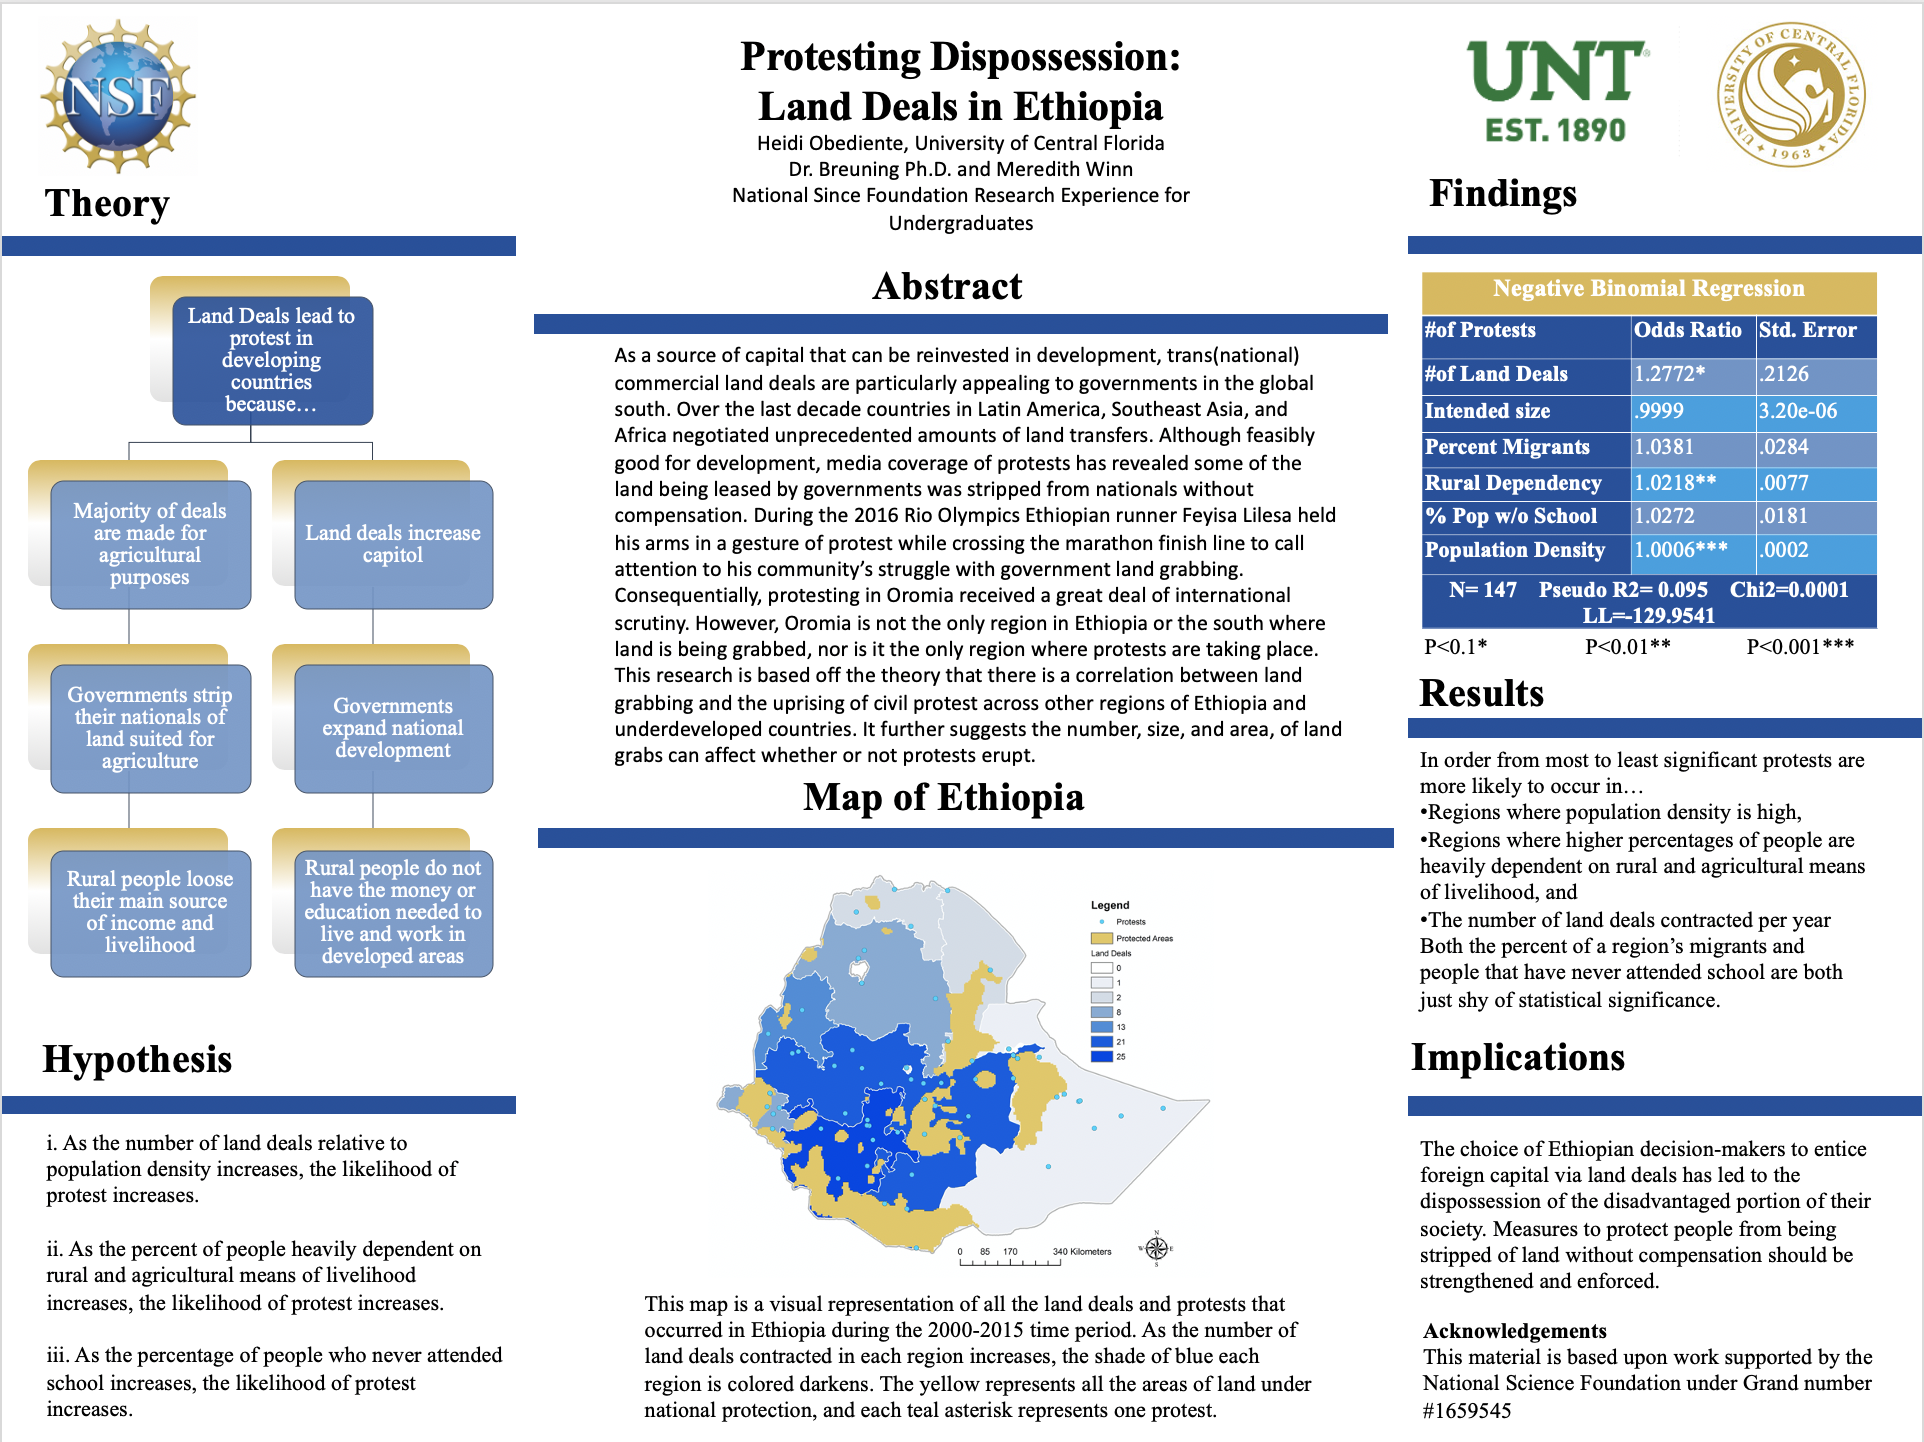 NSF
Protesting Dispossession:
Land Deals in Ethiopia
Heidi Obediente, University of Central Florida
Dr. Breuning Ph.D. and Meredith Winn
National Since Foundation Research Experience for
Undergraduates
UNT
EST. 1890
UNIVERSITY OF CENTRAL FLORIDA
1963
Theory
Land Deals lead to
protest in
developing
countries
because…
Majority of deals
are made for
agricultural
purposes
Governments strip
their nationals of
land suited for
agriculture
Rural people loose
their main source
of income and
livelihood
Land deals increase
capitol
Governments
expand national
development
Rural people do not
have the money or
education needed to
live and work in
developed areas
Hypothesis
i. As the number of land deals relative to
population density increases, the likelihood of
protest increases.
ii. As the percent of people heavily dependent on
rural and agricultural means of livelihood
increases, the likelihood of protest increases.
iii. As the percentage of people who never attended
school increases, the likelihood of protest
increases.
Abstract
As a source of capital that can be reinvested in development, trans(national)
commercial land deals are particularly appealing to governments in the global
south. Over the last decade countries in Latin America, Southeast Asia, and
Africa negotiated unprecedented amounts of land transfers. Although feasibly
good for development, media coverage of protests has revealed some of the
land being leased by governments was stripped from nationals without
compensation. During the 2016 Rio Olympics Ethiopian runner Feyisa Lilesa held
his arms in a gesture of protest while crossing the marathon finish line to call
attention to his community’s struggle with government land grabbing.
Consequentially, protesting in Oromia received a great deal of international
scrutiny. However, Oromia is not the only region in Ethiopia or the south where
land is being grabbed, nor is it the only region where protests are taking place.
This research is based off the theory that there is a correlation between land
grabbing and the uprising of civil protest across other regions of Ethiopia and
underdeveloped countries. It further suggests the number, size, and area, of land
grabs can affect whether or not protests erupt.
Map of Ethiopia
Legend
Protests
Protected Areas
Land Deals
0
1
2
8
13
21
25
0 85 170 340 Kilometers
N
W E
S
This map is a visual representation of all the land deals and protests that
occurred in Ethiopia during the 2000-2015 time period. As the number of
land deals contracted in each region increases, the shade of blue each
region is colored darkens. The yellow represents all the areas of land under
national protection, and each teal asterisk represents one protest.
Findings
Negative Binomial Regression
#of Protests Odds Ratio Std. Error
#of Land Deals 1.2772* .2126
Intended size .9999 3.20e-06
Percent Migrants 1.0381 .0284
Rural Dependency 1.0218** .0077
% Pop w/o School 1.0272 .0181
Population Density 1.0006*** .0002
N= 147 Pseudo R2= 0.095 Chi2=0.0001
LL=-129.9541
P<0.1* P<0.01** P<0.001***
Results
In order from most to least significant protests are
more likely to occur in…
•Regions where population density is high,
•Regions where higher percentages of people are
heavily dependent on rural and agricultural means
of livelihood, and
•The number of land deals contracted per year
Both the percent of a region’s migrants and
people that have never attended school are both
just shy of statistical significance.
Implications
The choice of Ethiopian decision-makers to entice
foreign capital via land deals has led to the
dispossession of the disadvantaged portion of their
society. Measures to protect people from being
stripped of land without compensation should be
strengthened and enforced.
Acknowledgements
This material is based upon work supported by the
National Science Foundation under Grand number
#1659545